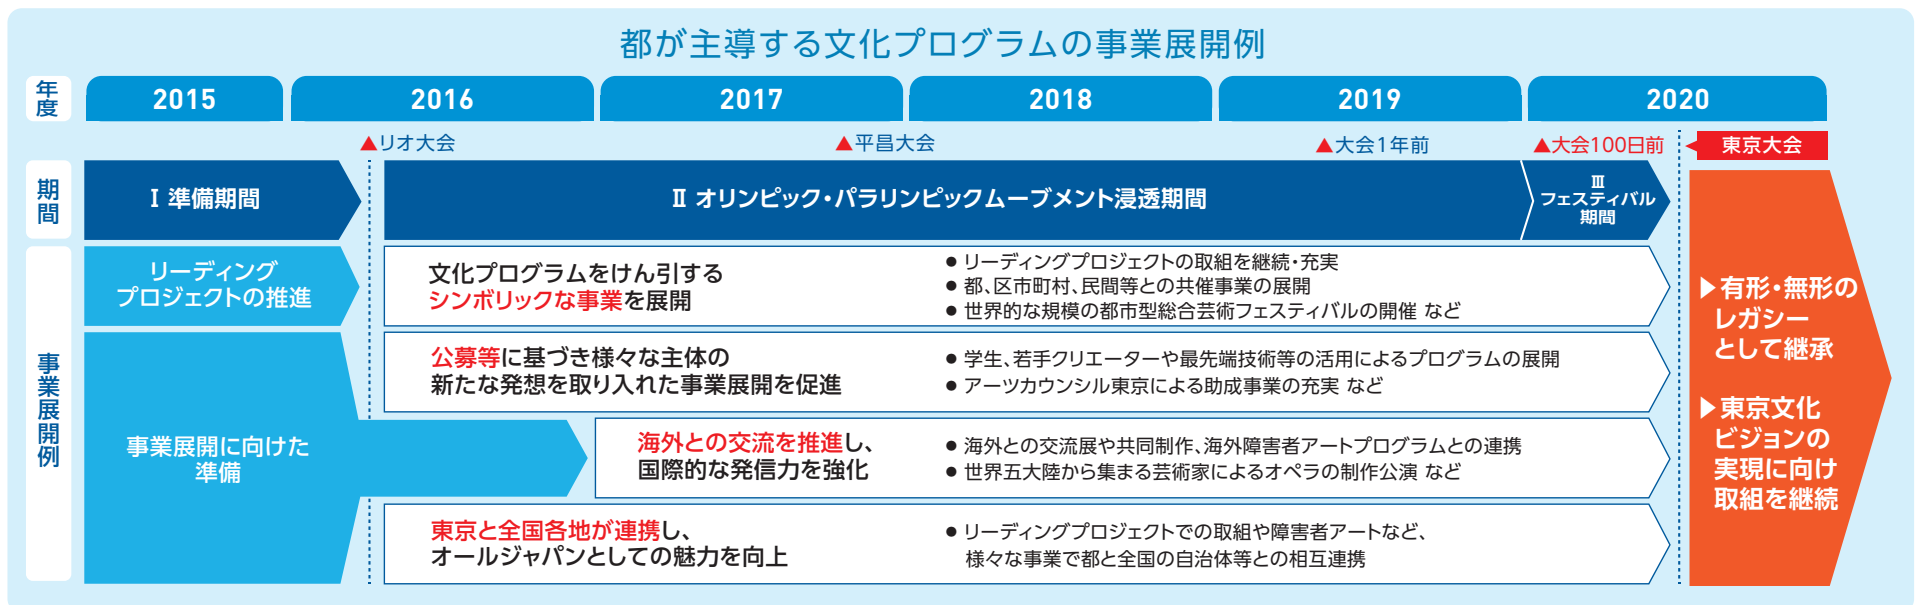 都が主導する文化プログラムの事業展開例
年度
2015
2016
2017
2018
2019
2020
▲リオ大会
▲平昌大会
▲大会1年前
▲大会100日前
東京大会
期間
Ⅰ 準備期間
Ⅱ オリンピック・パラリンピックムーブメント浸透期間
Ⅲ
フェスティバル
期間
事業展開例
リーディング
プロジェクトの推進
文化プログラムをけん引する
シンボリックな事業を展開
● リーディングプロジェクトの取組を継続・充実
● 都、区市町村、民間等との共催事業の展開
● 世界的な規模の都市型総合芸術フェスティバルの開催 など
事業展開に向けた
準備
公募等に基づき様々な主体の
新たな発想を取り入れた事業展開を促進
● 学生、若手クリエーターや最先端技術等の活用によるプログラムの展開
● アーツカウンシル東京による助成事業の充実 など
海外との交流を推進し、
国際的な発信力を強化
● 海外との交流展や共同制作、海外障害者アートプログラムとの連携
● 世界五大陸から集まる芸術家によるオペラの制作公演 など
東京と全国各地が連携し、
オールジャパンとしての魅力を向上
● リーディングプロジェクトでの取組や障害者アートなど、
様々な事業で都と全国の自治体等との相互連携
▶有形・無形の
レガシー
として継承
▶東京文化
ビジョンの
実現に向け
取組を継続